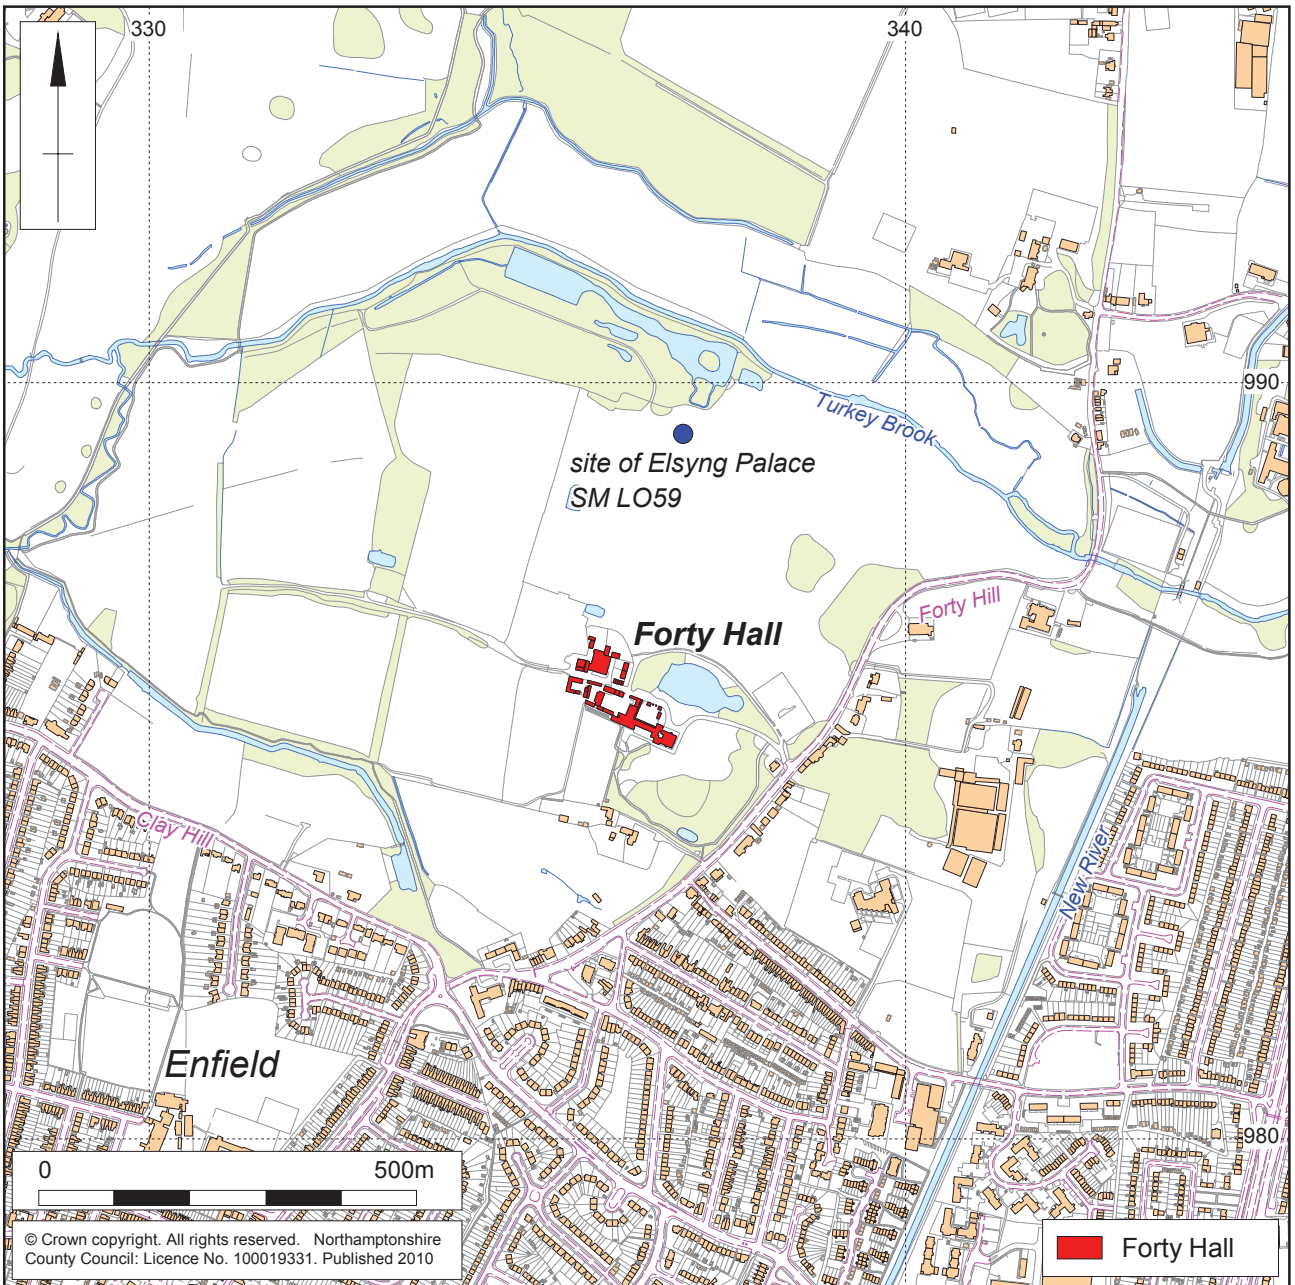 330
340
990
Turkey Brook
site of Elsyng Palace
SM LO59
Forty Hill
Forty Hall
Clay Hill
New River
Enfield
980
0 500m
© Crown copyright. All rights reserved. Northamptonshire
County Council: Licence No. 100019331. Published 2010
Forty Hall